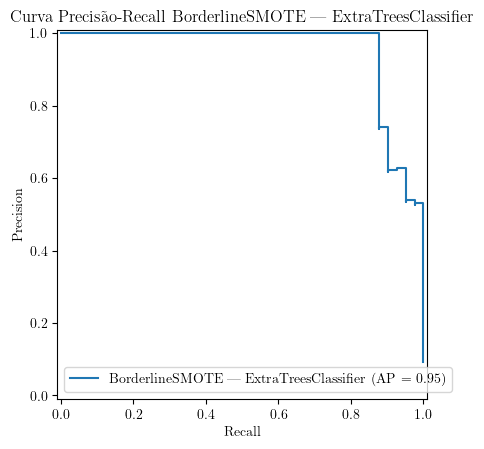 Curva Precisão-Recall BorderlineSMOTE — ExtraTreesClassifier
1.0
0.8
0.6
0.4
0.2
0.0
Precision
BorderlineSMOTE — ExtraTreesClassifier (AP = 0.95)
0.0 0.2 0.4 0.6 0.8 1.0
Recall